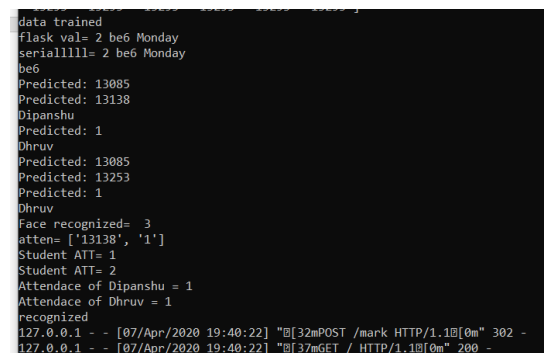 data trained
flask val= 2 be6 Monday
serialllll= 2 be6 Monday
be6
Predicted: 13085
Predicted: 13138
Dipanshu
Predicted: 1
Dhruv
Predicted: 13085
Predicted: 13253
Predicted: 1
Dhruv
Face recognized=  3
atten= ['13138', '1']
Student ATT= 1
Student ATT= 2
Attendace of Dipanshu = 1
Attendace of Dhruv = 1
recognized
127.0.0.1 - - [07/Apr/2020 19:40:22] "[32mPOST /mark HTTP/1.1[0m" 302 -
127.0.0.1 - - [07/Apr/2020 19:40:22] "[37mGET / HTTP/1.1[0m" 200 -